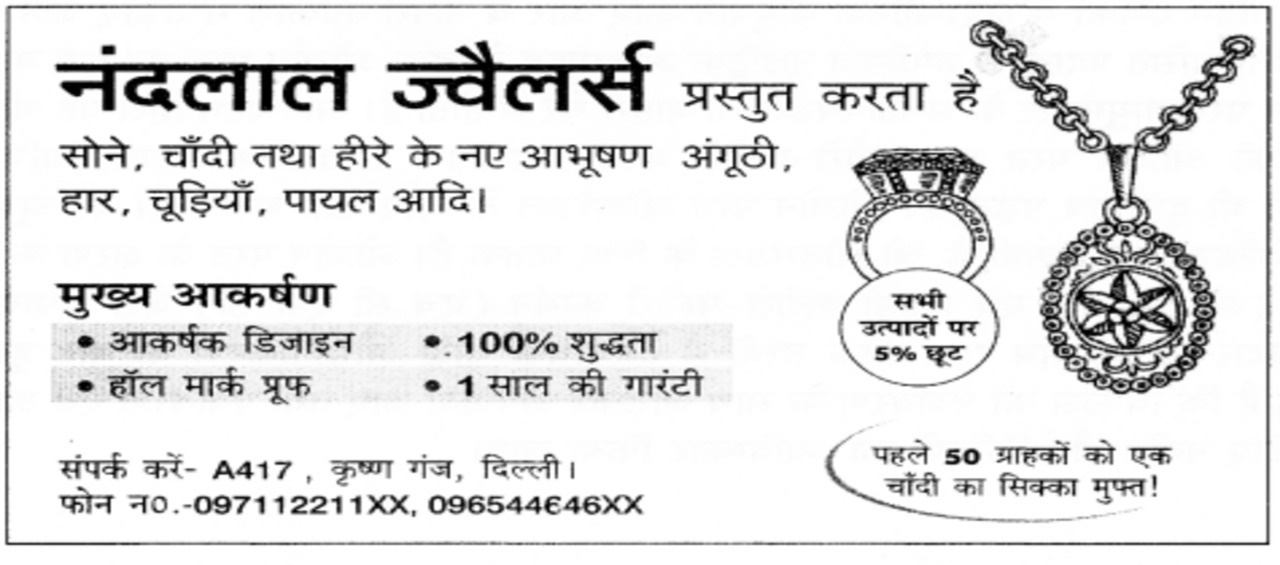 नंदलाल ज्वैलर्स प्रस्तुत करता है
सोने, चाँदी तथा हीरे के नए आभूषण अंगूठी,
हार, चूड़ियाँ, पायल आदि।
मुख्य आकर्षण
• आकर्षक डिजाइन • 100% शुद्धता
• हॉल मार्क प्रूफ • 1 साल की गारंटी
सभी
उत्पादों पर
5% छूट
संपर्क करें- A417 , कृष्ण गंज, दिल्ली।
फोन न0.-097112211XX, 096544646XX
पहले 50 ग्राहकों को एक
चाँदी का सिक्का मुफ्त!